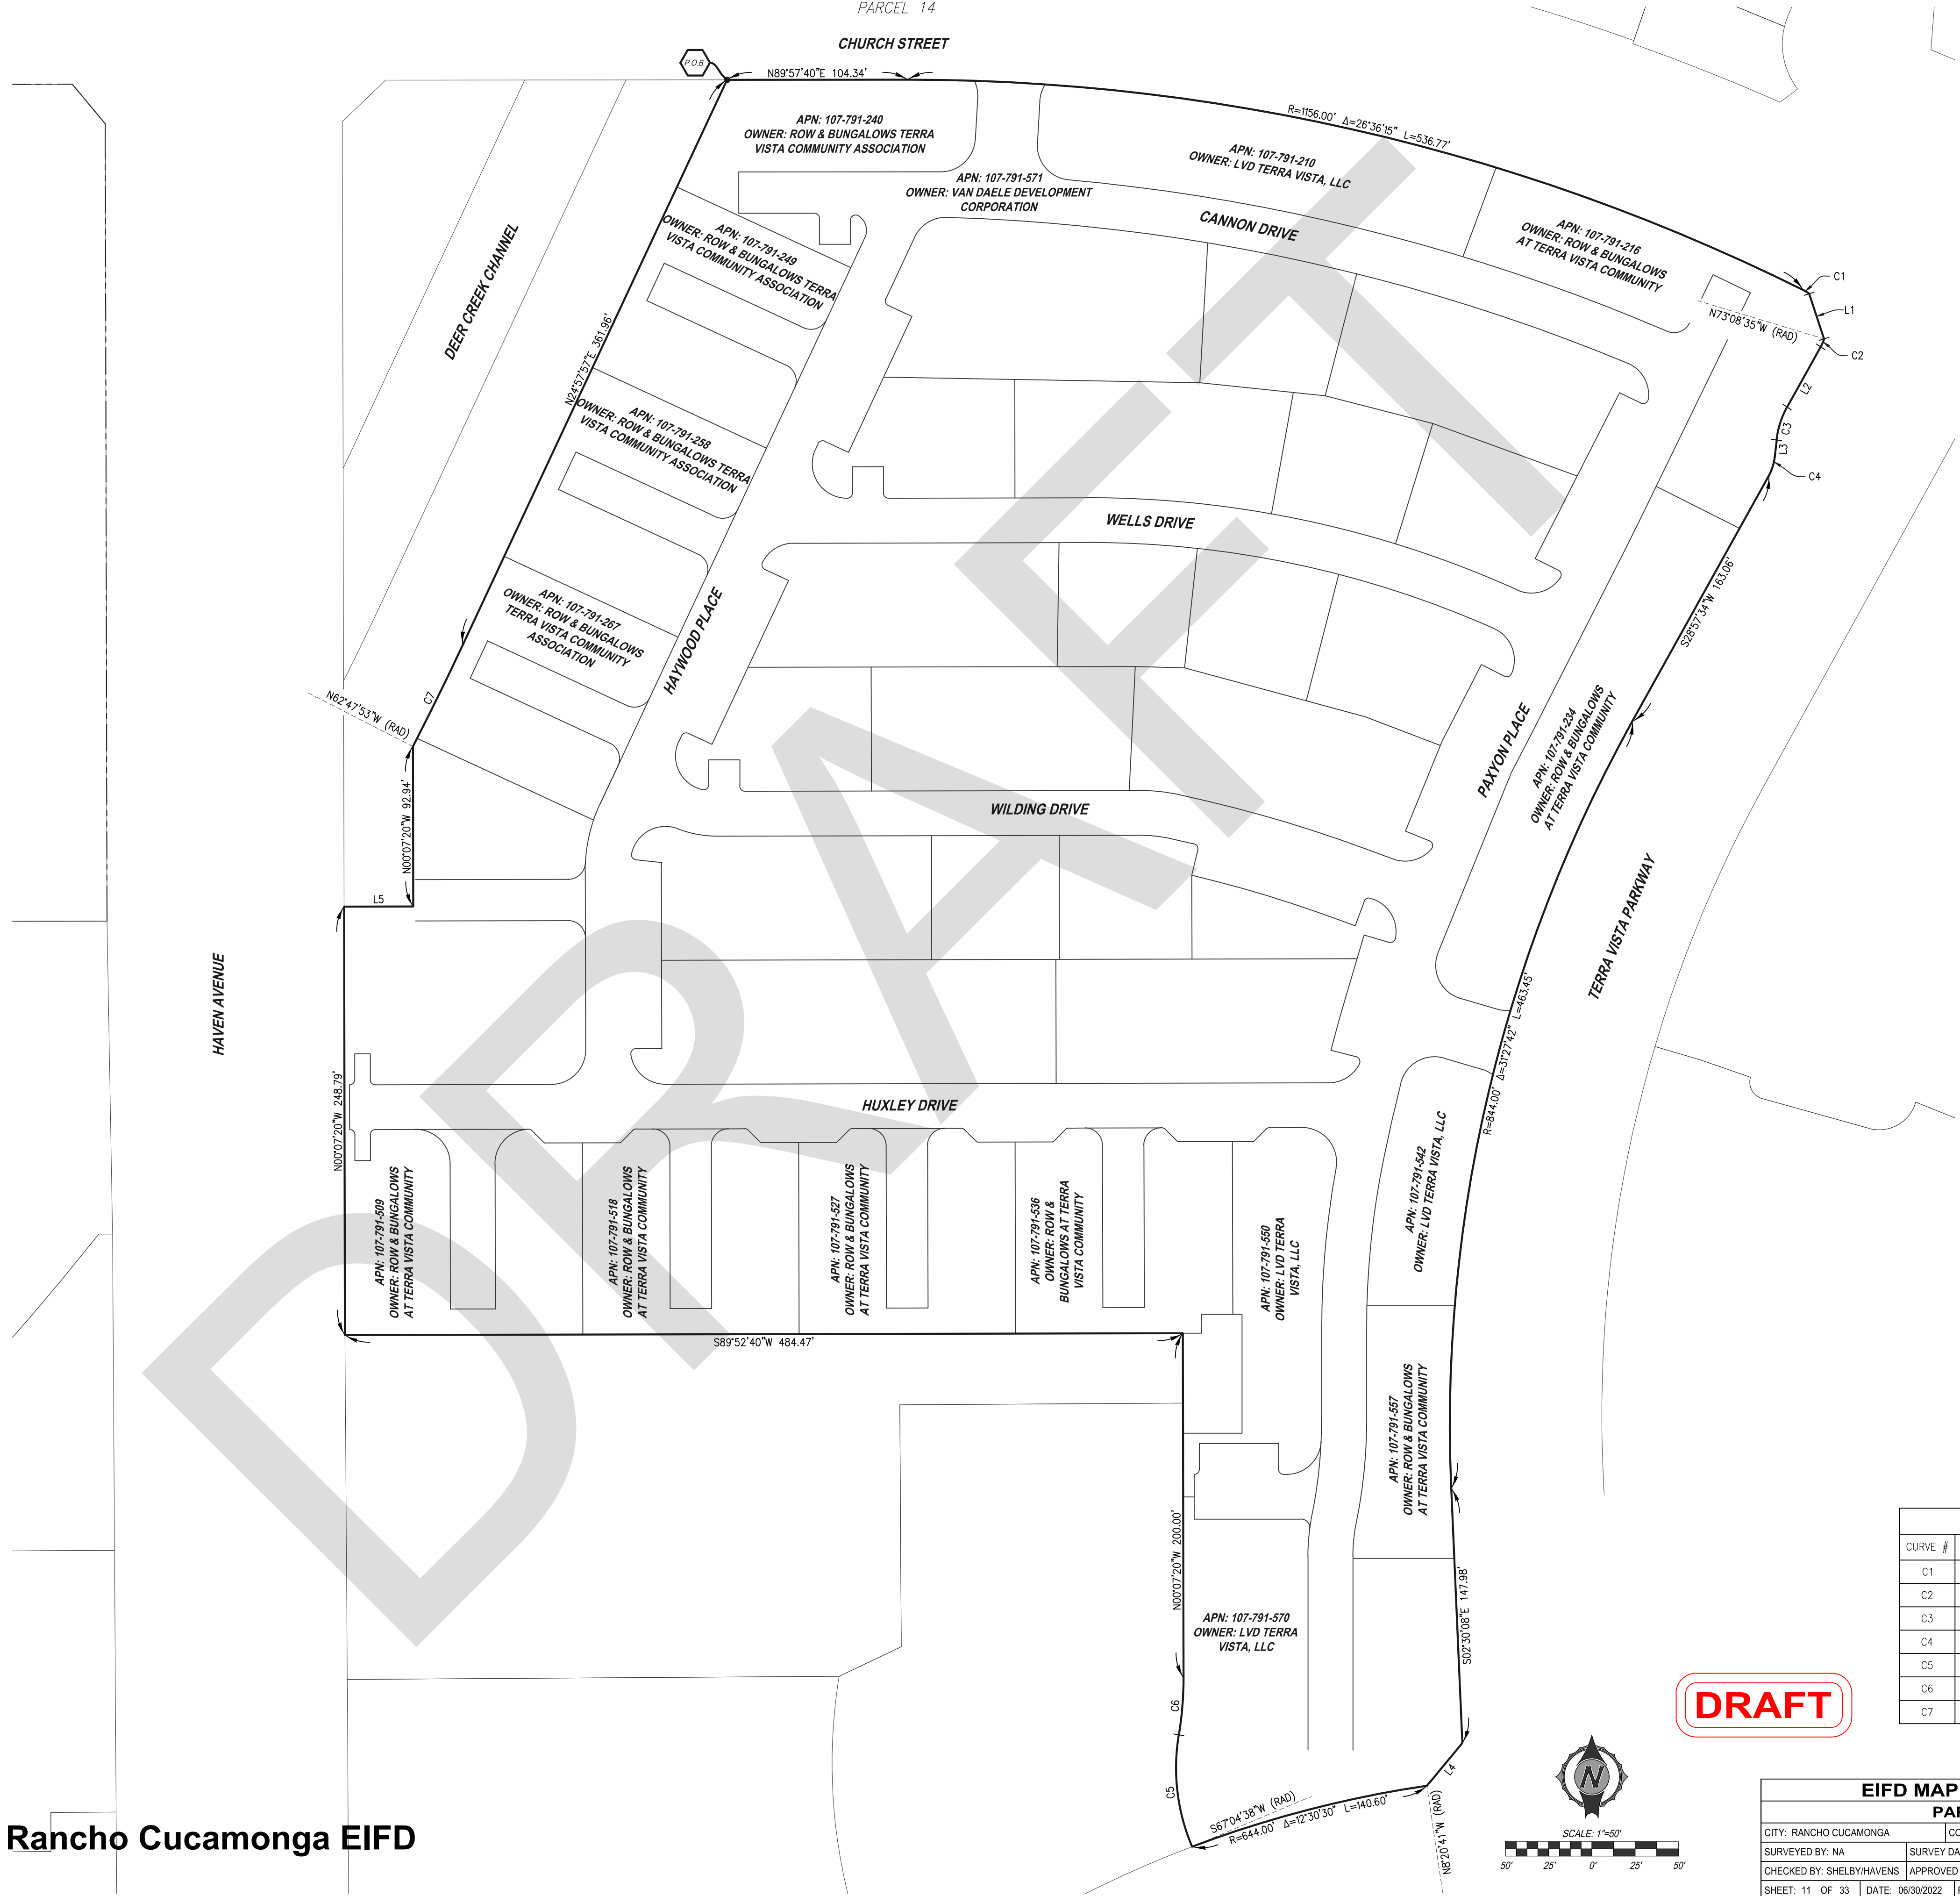 PARCEL 14
CHURCH STREET
P.O.B.
N89°57'40"E 104.34'
R=1156.00' Δ=26°36'15" L=536.77'
APN: 107-791-240
OWNER: ROW & BUNGALOWS TERRA
VISTA COMMUNITY ASSOCIATION
APN: 107-791-210
OWNER: LVD TERRA VISTA, LLC
APN: 107-791-571
OWNER: VAN DAELE DEVELOPMENT
CORPORATION
CANNON DRIVE
APN: 107-791-216
OWNER: ROW & BUNGALOWS
AT TERRA VISTA COMMUNITY
C1
L1
N73°08'35"W (RAD)
C2
L2
C3
L3
C4
APN: 107-791-249
OWNER: ROW & BUNGALOWS TERRA
VISTA COMMUNITY ASSOCIATION
DEER CREEK CHANNEL
N24°57'57"E 361.96'
APN: 107-791-258
OWNER: ROW & BUNGALOWS TERRA
VISTA COMMUNITY ASSOCIATION
WELLS DRIVE
S28°57'34"W 163.06'
APN: 107-791-267
OWNER: ROW & BUNGALOWS
TERRA VISTA COMMUNITY
ASSOCIATION
HAYWOOD PLACE
N62°47'53"W (RAD)
C7
PAXYON PLACE
APN: 107-791-234
OWNER: ROW & BUNGALOWS
AT TERRA VISTA COMMUNITY
N00°07'20"W 92.94'
WILDING DRIVE
L5
TERRA VISTA PARKWAY
HAVEN AVENUE
R=844.00' Δ=31°27'42" L=463.45'
N00°07'20"W 248.79'
HUXLEY DRIVE
APN: 107-791-509
OWNER: ROW & BUNGALOWS
AT TERRA VISTA COMMUNITY
APN: 107-791-518
OWNER: ROW & BUNGALOWS
AT TERRA VISTA COMMUNITY
APN: 107-791-527
OWNER: ROW & BUNGALOWS
AT TERRA VISTA COMMUNITY
APN: 107-791-536
OWNER: ROW &
BUNGALOWS AT TERRA
VISTA COMMUNITY
APN: 107-791-550
OWNER: LVD TERRA
VISTA, LLC
APN: 107-791-542
OWNER: LVD TERRA VISTA, LLC
S89°52'40"W 484.47'
APN: 107-791-557
OWNER: ROW & BUNGALOWS
AT TERRA VISTA COMMUNITY
N00°07'20"W 200.00'
S02°30'08"E 147.98'
APN: 107-791-570
OWNER: LVD TERRA
VISTA, LLC
C6
C5
L4
S67°04'38"W (RAD)
R=644.00' Δ=12°30'30" L=140.60'
N8°20'41"W (RAD)
DRAFT
CURVE #
C1
C2
C3
C4
C5
C6
C7
DRAFT
N
SCALE: 1"=50'
50' 25' 0' 25' 50'
Rancho Cucamonga EIFD
EIFD MAP
CITY: RANCHO CUCAMONGA
SURVEYED BY: NA SURVEY
CHECKED BY: SHELBY/HAVENS APPROVED
SHEET: 11 OF 33 DATE: 06/30/2022